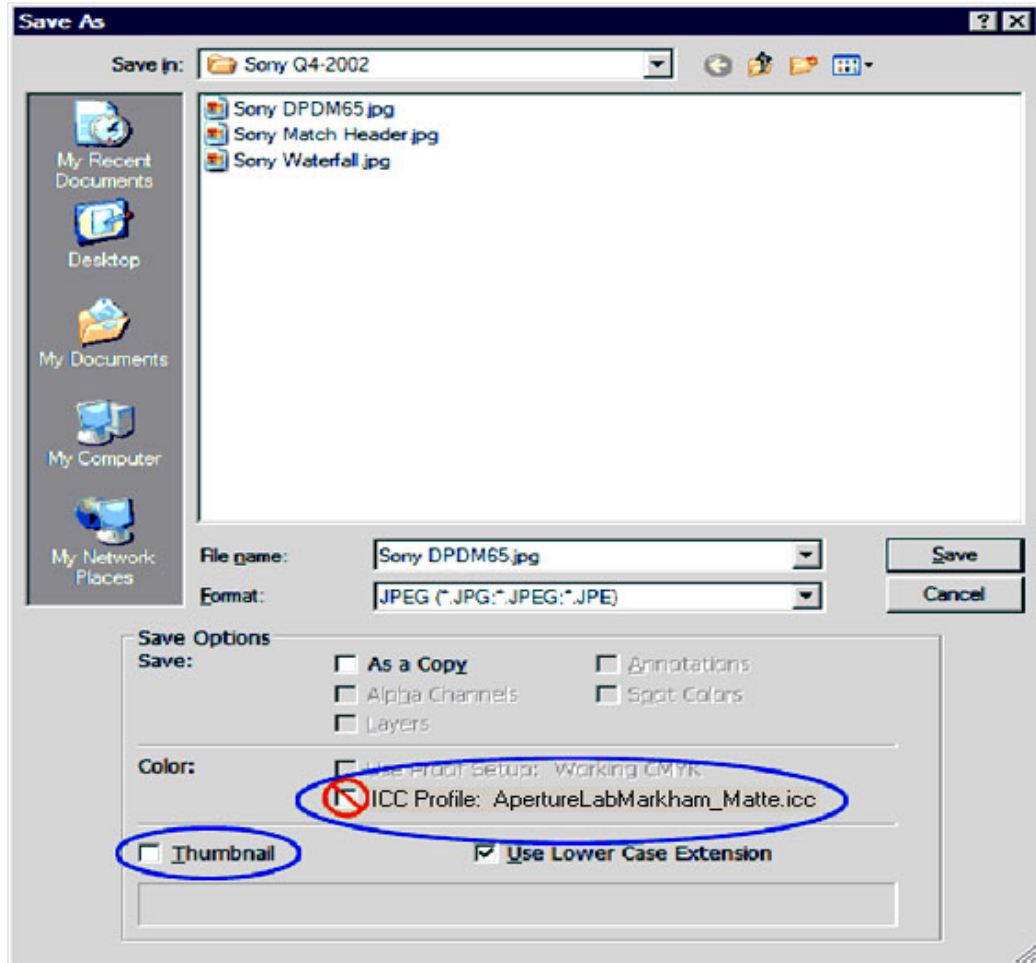 Save As
Save in: Sony Q4-2002
Sony DPDM65.jpg
Sony Match Header.jpg
Sony Waterfall.jpg
My Recent
Documents
Desktop
My Documents
My Computer
My Network
Places
File name: Sony DPDM65.jpg
Save
Format: JPEG (*.JPG;*.JPEG;*.JPE)
Cancel
Save Options
Save:
As a Copy
Annotations
Alpha Channels
Spot Colors
Layers
Color:
Use Proof Setup: Working CMYK
ICC Profile: ApertureLabMarkham_Matte.icc
Thumbnail
Use Lower Case Extension